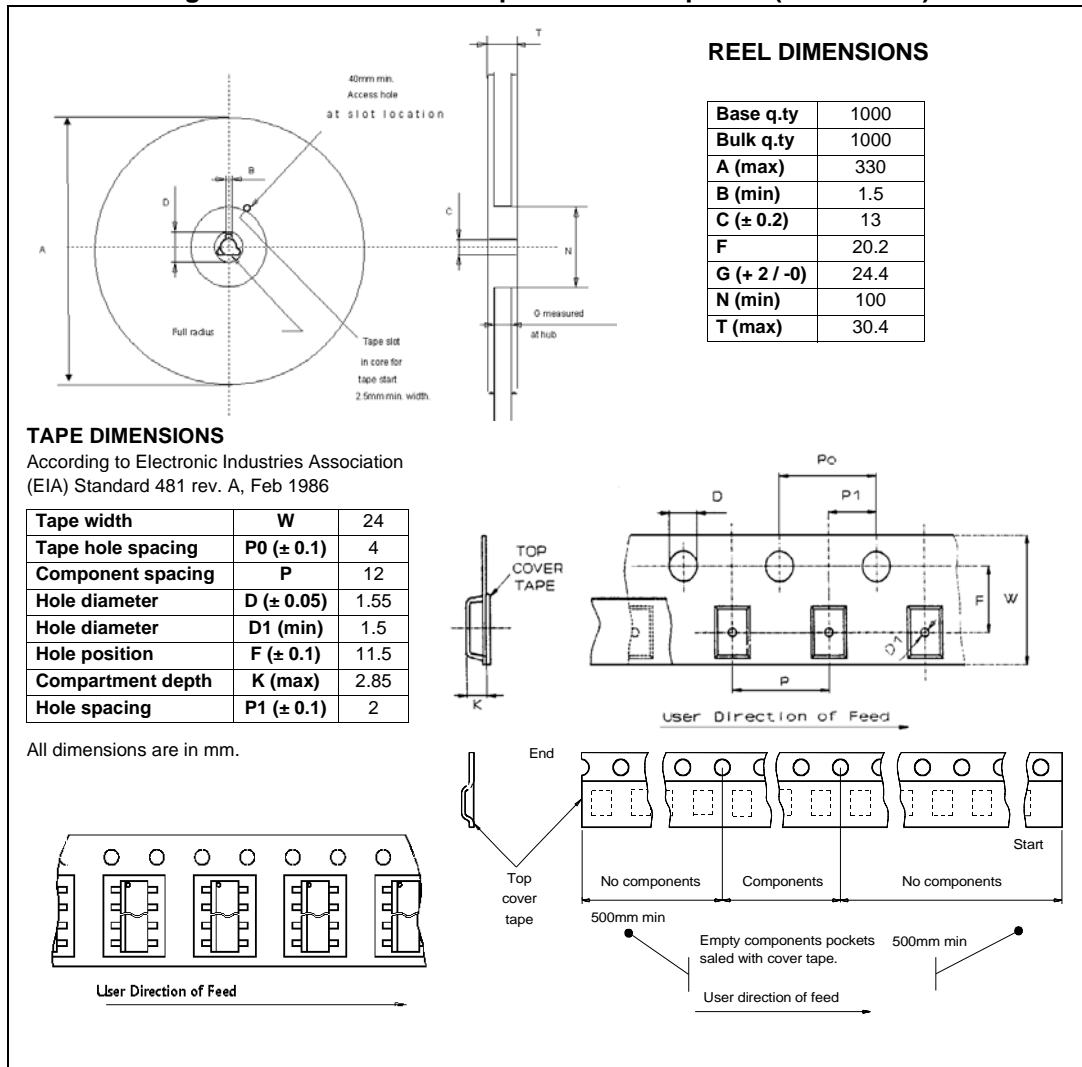 T
REEL DIMENSIONS
40mm min.
Access hole
at slot location
B
D
C
A
N
Full radius
G measured
at hub
Tape slot
in core for
tape start
2.5mm min. width.
Base q.ty 1000
Bulk q.ty 1000
A (max) 330
B (min) 1.5
C (± 0.2) 13
F 20.2
G (+ 2 / -0) 24.4
N (min) 100
T (max) 30.4
TAPE DIMENSIONS
According to Electronic Industries Association
(EIA) Standard 481 rev. A, Feb 1986
Tape width W 24
Tape hole spacing P0 (± 0.1) 4
Component spacing P 12
Hole diameter D (± 0.05) 1.55
Hole diameter D1 (min) 1.5
Hole position F (± 0.1) 11.5
Compartment depth K (max) 2.85
Hole spacing P1 (± 0.1) 2
All dimensions are in mm.
Po
D
P1
TOP
COVER
TAPE
F
W
D1
P
K
User Direction of Feed
End
Start
Top
cover
tape
No components
Components
No components
500mm min
Empty components pockets
saled with cover tape.
500mm min
User direction of feed
User Direction of Feed